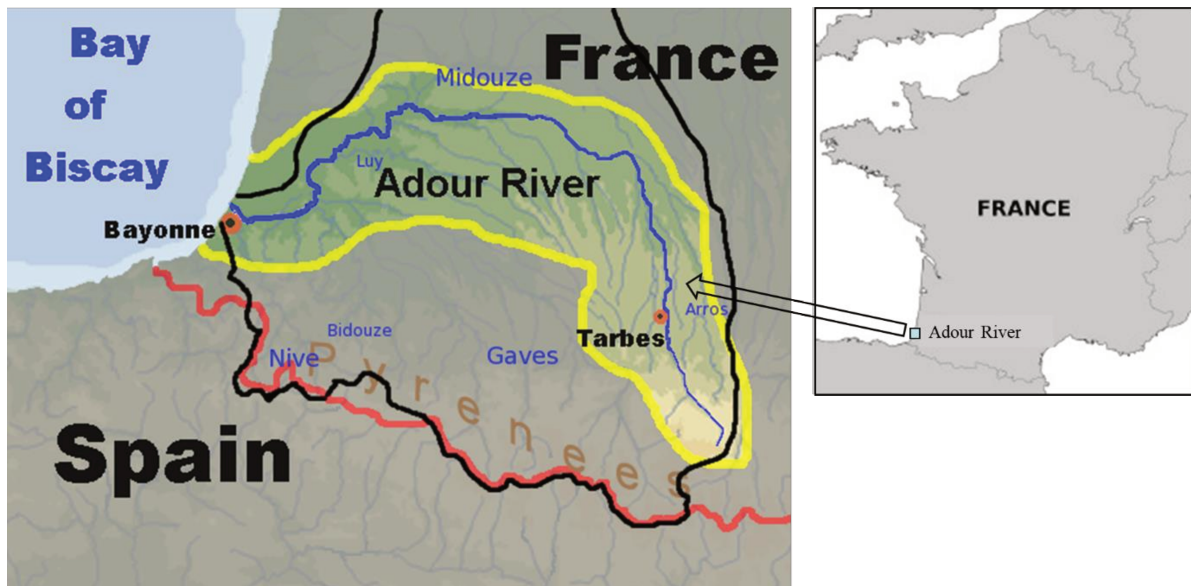 Bay
of
Biscay
France
Midouze
Luy
Adour River
Bayonne
Arros
Tarbes
Bidouze
Nive
Gaves
Pyrenees
Spain
FRANCE
Adour River